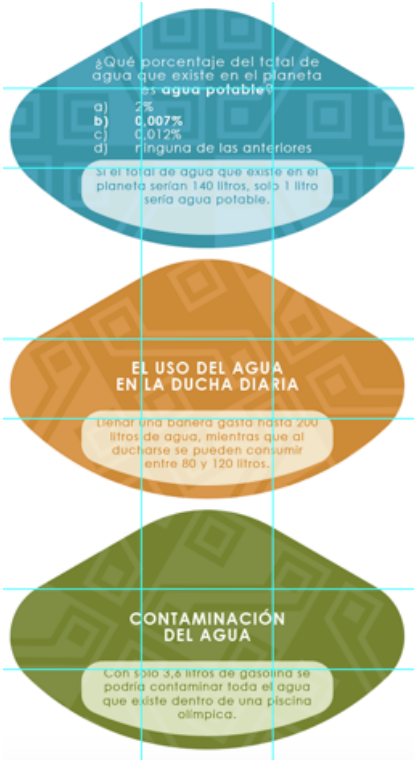 ¿Qué porcentaje del total de
agua que existe en el planeta
es agua potable?
a) 2%
b) 0,007%
c) 0,012%
d) ninguna de las anteriores
Si el total de agua que existe en el
planeta serían 140 litros, solo 1 litro
sería agua potable.
EL USO DEL AGUA
EN LA DUCHA DIARIA
Llenar una bañera gasta hasta 200
litros de agua, mientras que al
ducharse se pueden consumir
entre 80 y 120 litros.
CONTAMINACIÓN
DEL AGUA
Con solo 3,6 litros de gasolina se
podría contaminar toda el agua
que existe dentro de una piscina
olímpica.